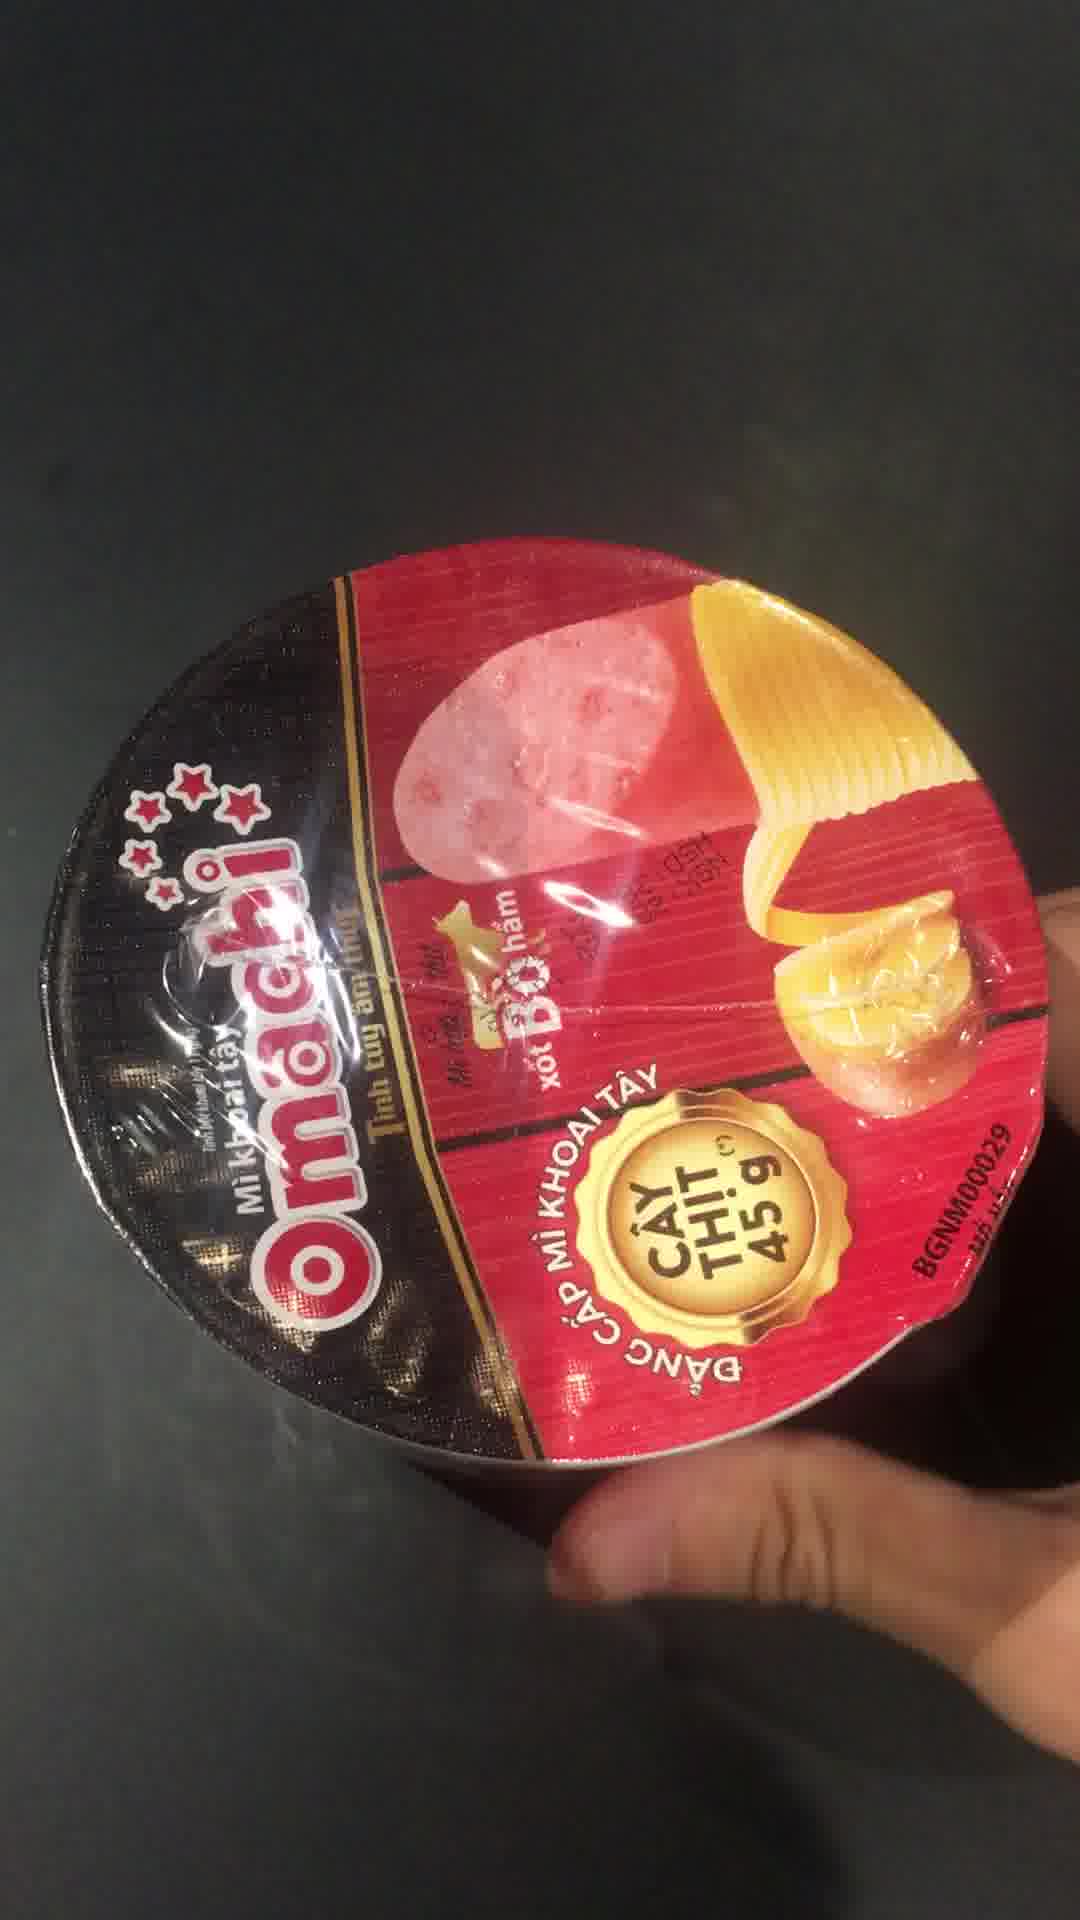 Mì khoai tây
Omachi
Tinh túy ẩm thực
xốt Bò hầm
ĐẲNG CẤP MÌ KHOAI TÂY
CÂY
THỊT
45 g
BGNM00029